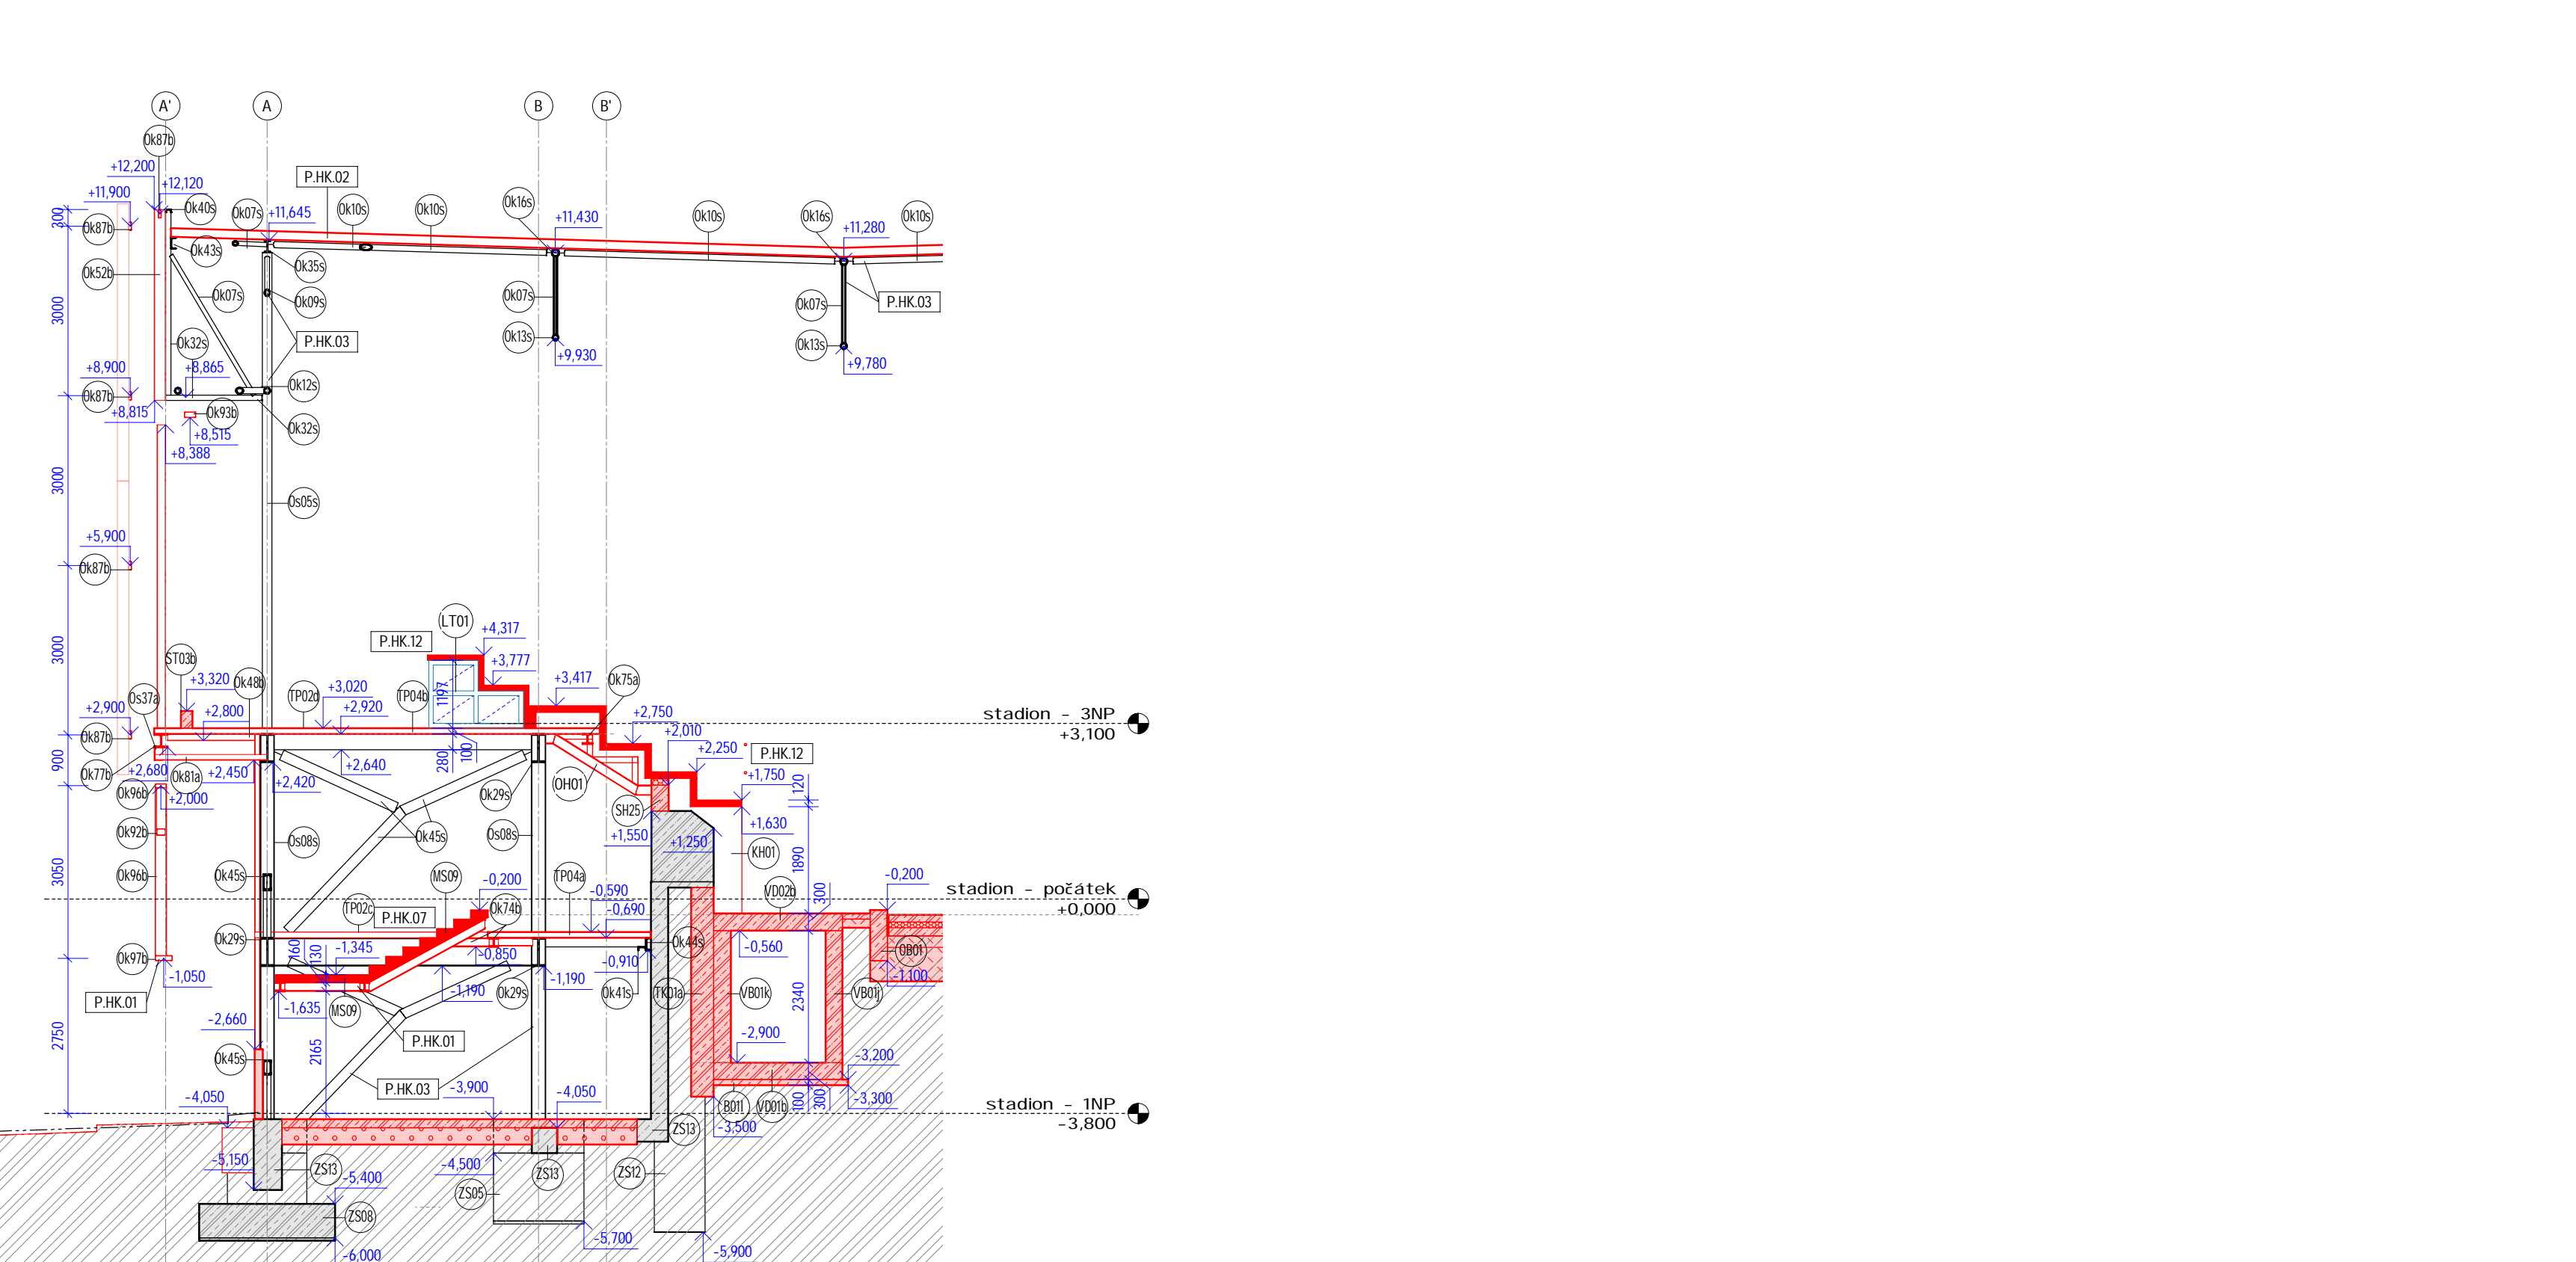 A' A B B'
Ok87b
+12,200
P.HK.02
+12,120
+11,900
Ok40s Ok07s +11,645 Ok10s Ok10s Ok16s +11,430 Ok10s Ok16s Ok10s
300
Ok87b
+11,280
Ok43s
Ok35s
Ok52b
Ok07s Ok09s Ok07s Ok07s P.HK.03
3000
Ok32s P.HK.03 Ok13s Ok13s
+9,930
+9,780
+8,900 +8,865
Ok12s
Ok87b
+8,815 Ok93b
Ok32s
+8,515
+8,388
3000
Os05s
+5,900
Ok87b
LT01
+4,317
P.HK.12
3000
ST03b
+3,777
+3,320 Ok48b +3,417 Ok75a
Os37a TP02d +3,020 TP04b 1197
+2,900 +2,800 +2,920 +2,750
stadion - 3NP
+3,100
+2,010
Ok87b
+2,250 P.HK.12
280 100
900
Ok77b +2,680 Ok81a +2,450 +2,640
+2,420 +1,750 120
OH01
Ok96b +2,000 Ok29s
SH25
Ok92b Os08s Ok45s Os08s +1,550 +1,630
+1,250
KH01 1890
3050
Ok96b Ok45s MS09 TP04a
-0,200 -0,590 VD02b 300 -0,200
stadion - počátek
+0,000
TP02c P.HK.07 Ok74b -0,690
Ok29s 160 130 -1,345 Ok44s -0,560 OB01
Ok97b -0,850 -0,910
-1,050 -1,190 -1,190 -1,100
P.HK.01 -1,635 MS09 Ok29s Ok41s TK01a VB01k 2340 VB01j
-2,660
2750
2165 P.HK.01 -2,900
Ok45s -3,200
P.HK.03 -3,900 -4,050
-4,050 B01l VD01b 100 300 -3,300
stadion - 1NP
-3,800
ZS13 -3,500
-5,150 ZS13 -4,500 ZS13 ZS12
-5,400
ZS05
ZS08
-5,700
-6,000 -5,900